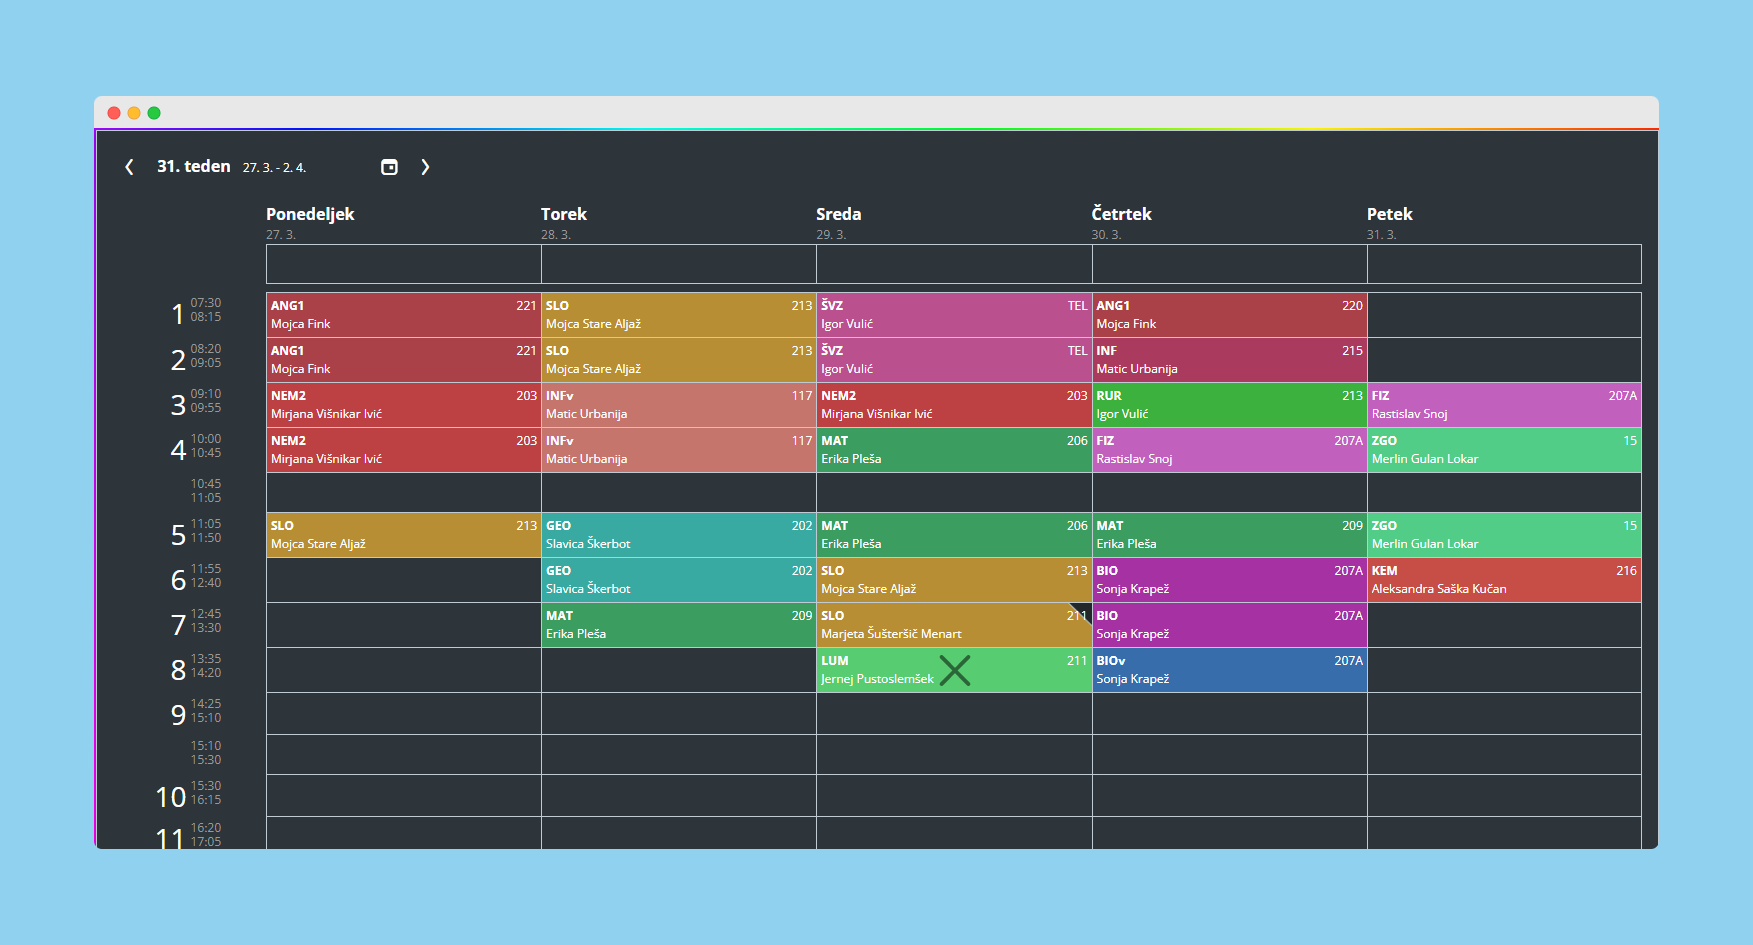 31. teden 27. 3. - 2. 4.
Ponedeljek Torek Sreda Četrtek Petek
27. 3. 28. 3. 29. 3. 30. 3. 31. 3.
1 07:30 08:15
ANG1 221
Mojca Fink
SLO 213
Mojca Stare Aljaž
ŠVZ TEL
Igor Vulić
ANG1 220
Mojca Fink
2 08:20 09:05
ANG1 221
Mojca Fink
SLO 213
Mojca Stare Aljaž
ŠVZ TEL
Igor Vulić
INF 215
Matic Urbanija
3 09:10 09:55
NEM2 203
Mirjana Višnikar Ivić
INFv 117
Matic Urbanija
NEM2 203
Mirjana Višnikar Ivić
RUR 213
Igor Vulić
FIZ 207A
Rastislav Snoj
4 10:00 10:45
NEM2 203
Mirjana Višnikar Ivić
INFv 117
Matic Urbanija
MAT 206
Erika Pleša
FIZ 207A
Rastislav Snoj
ZGO 15
Merlin Gulan Lokar
10:45
11:05
5 11:05 11:50
SLO 213
Mojca Stare Aljaž
GEO 202
Slavica Škerbot
MAT 206
Erika Pleša
MAT 209
Erika Pleša
ZGO 15
Merlin Gulan Lokar
6 11:55 12:40
GEO 202
Slavica Škerbot
SLO 213
Mojca Stare Aljaž
BIO 207A
Sonja Krapež
KEM 216
Aleksandra Saška Kučan
7 12:45 13:30
MAT 209
Erika Pleša
SLO 211
Marjeta Šušteršič Menart
BIO 207A
Sonja Krapež
8 13:35 14:20
LUM 211
Jernej Pustoslemšek
BIOv 207A
Sonja Krapež
9 14:25 15:10
15:10
15:30
10 15:30 16:15
11 16:20 17:05